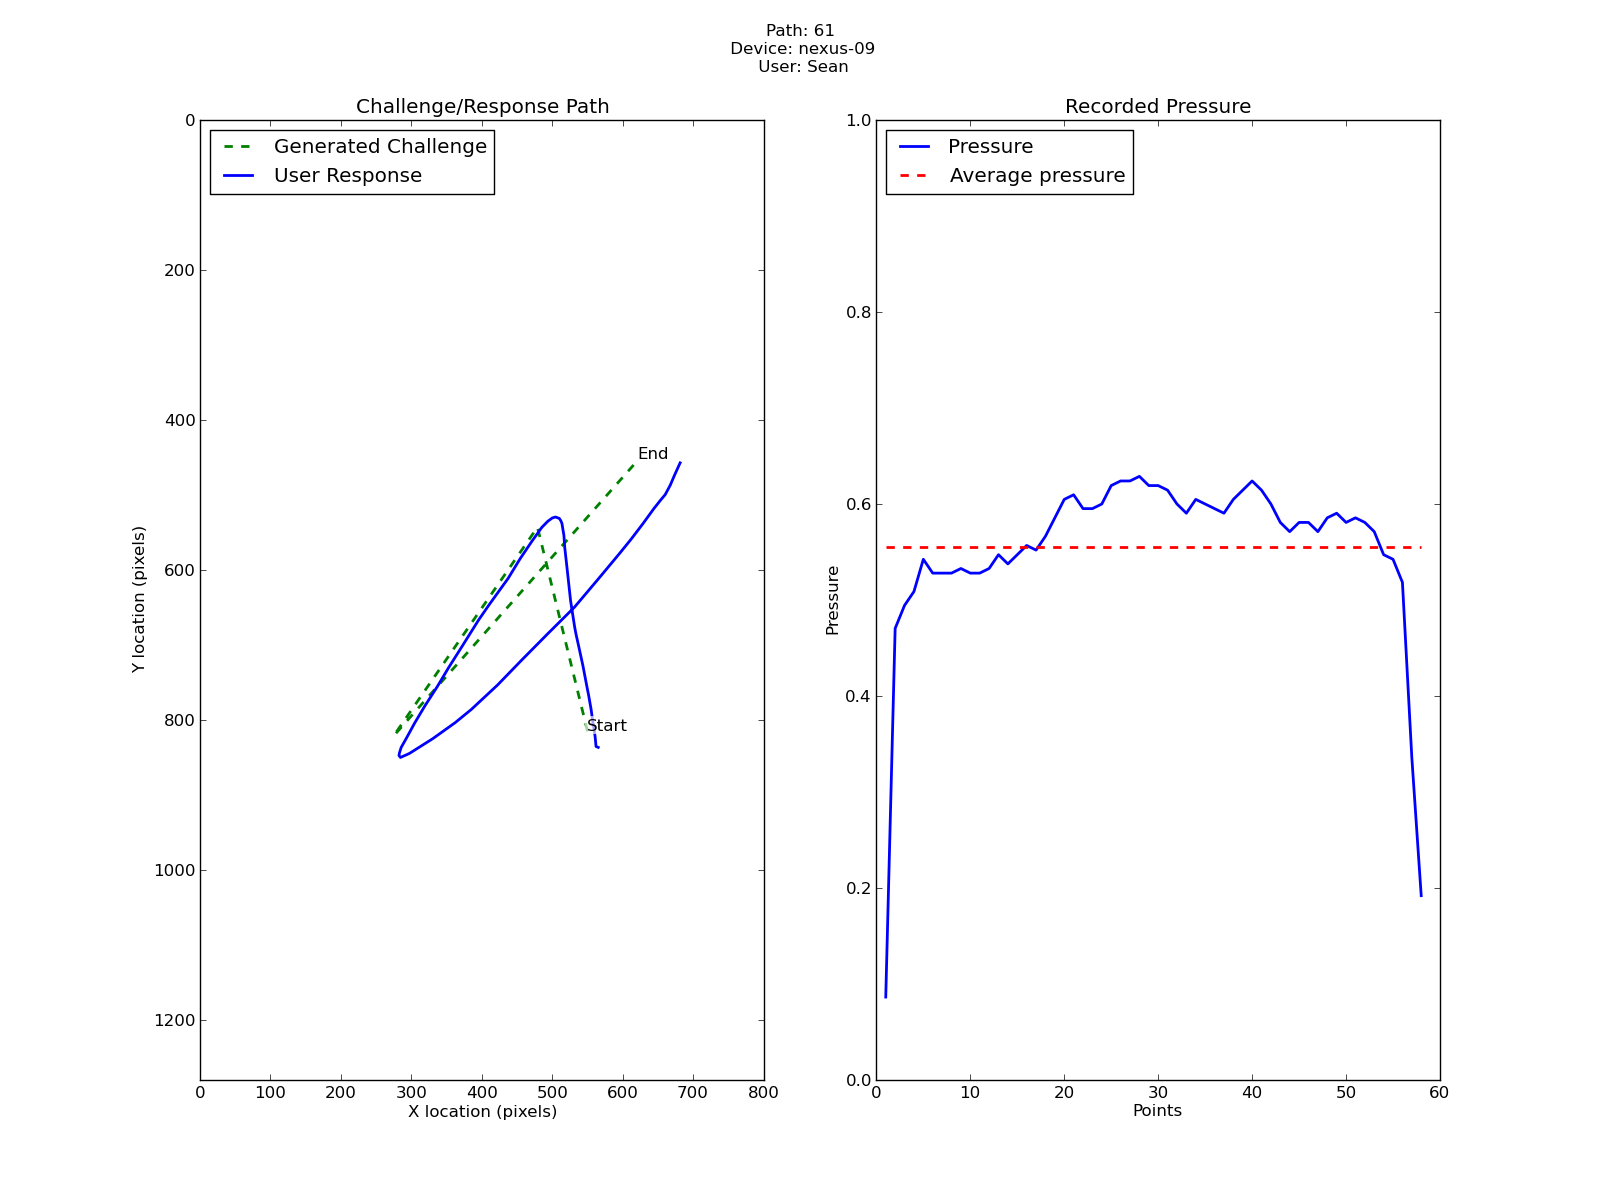 Path: 61
Device: nexus-09
User: Sean
Challenge/Response Path
Generated Challenge
User Response
0
200
400
600
800
1000
1200
Y location (pixels)
End
Start
0 100 200 300 400 500 600 700 800
X location (pixels)
Recorded Pressure
Pressure
Average pressure
1.0
0.8
0.6
0.4
0.2
0.0
Pressure
0 10 20 30 40 50 60
Points